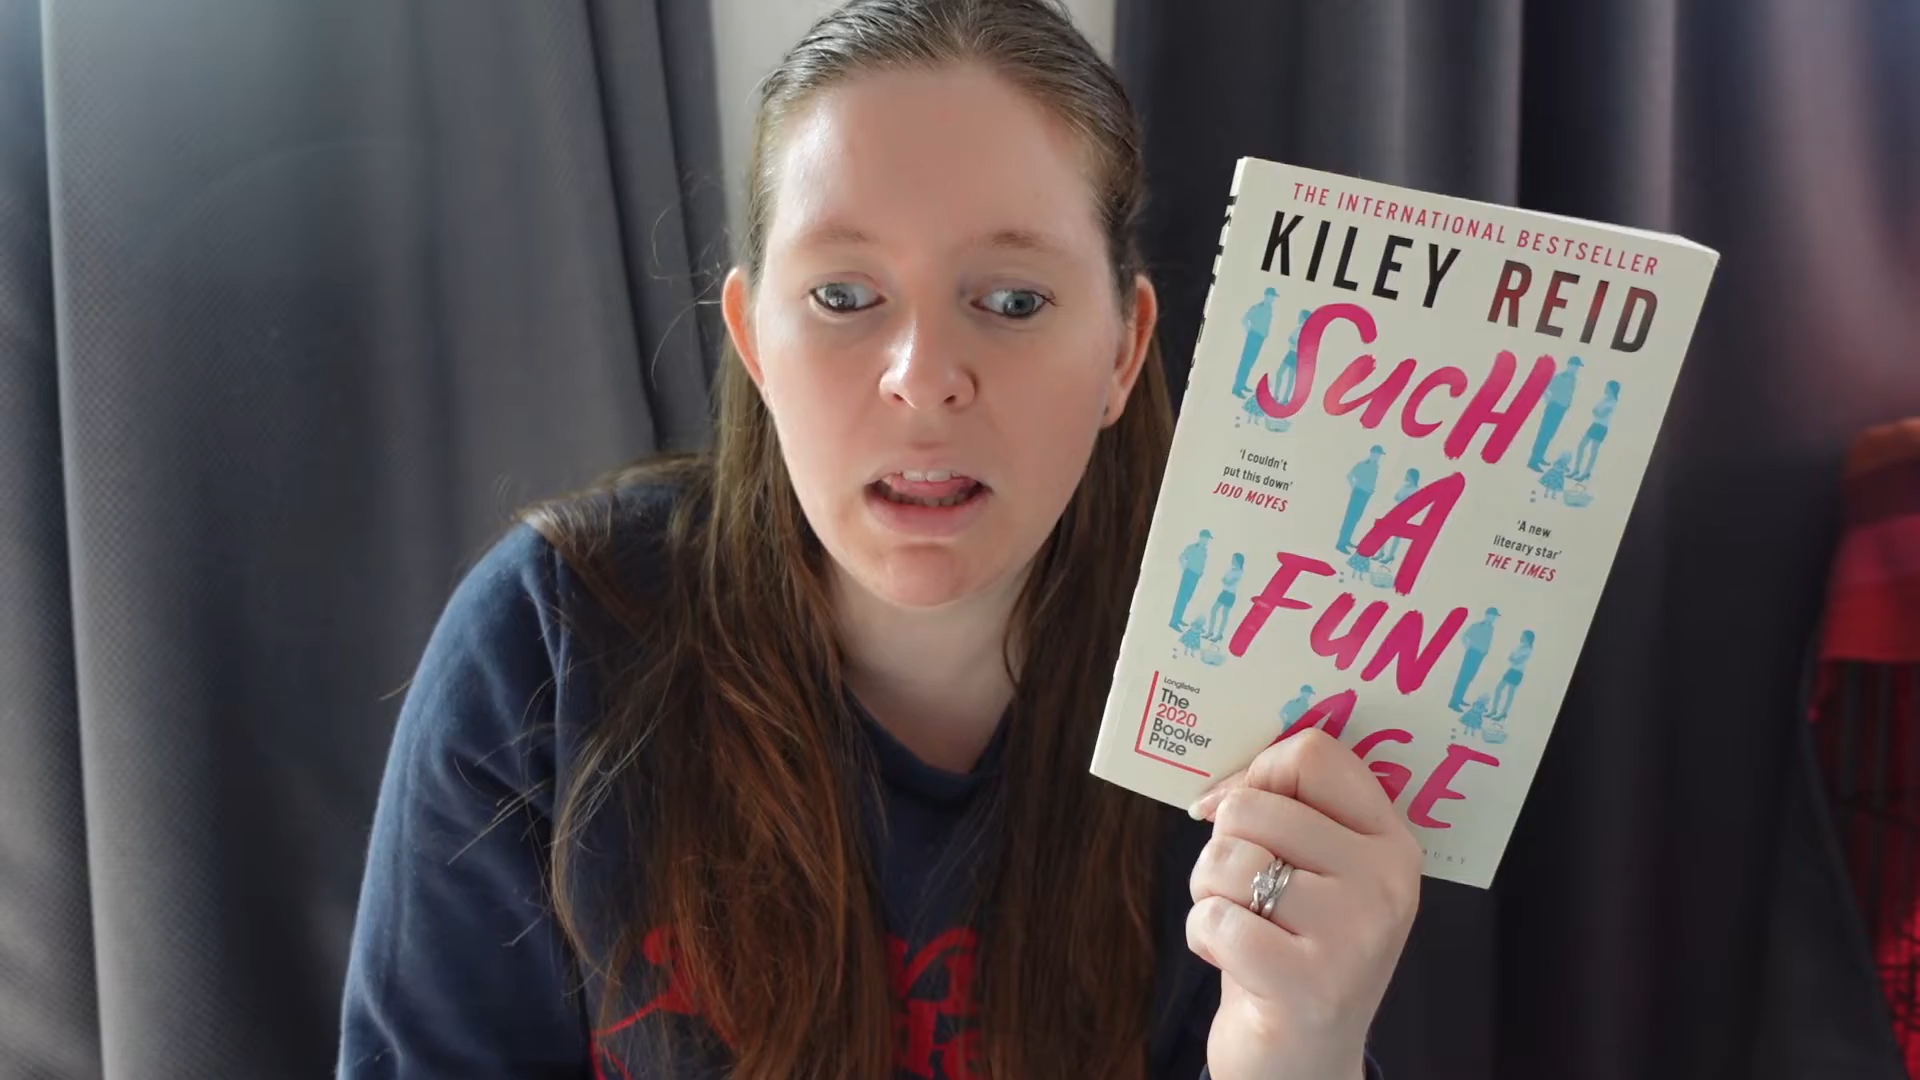 THE INTERNATIONAL BESTSELLER
KILEY REID
SUCH
A
FUN
AGE
'I couldn't
put this down'
JOJO MOYES
'A new
literary star'
THE TIMES
Longlisted
The
2020
Booker
Prize